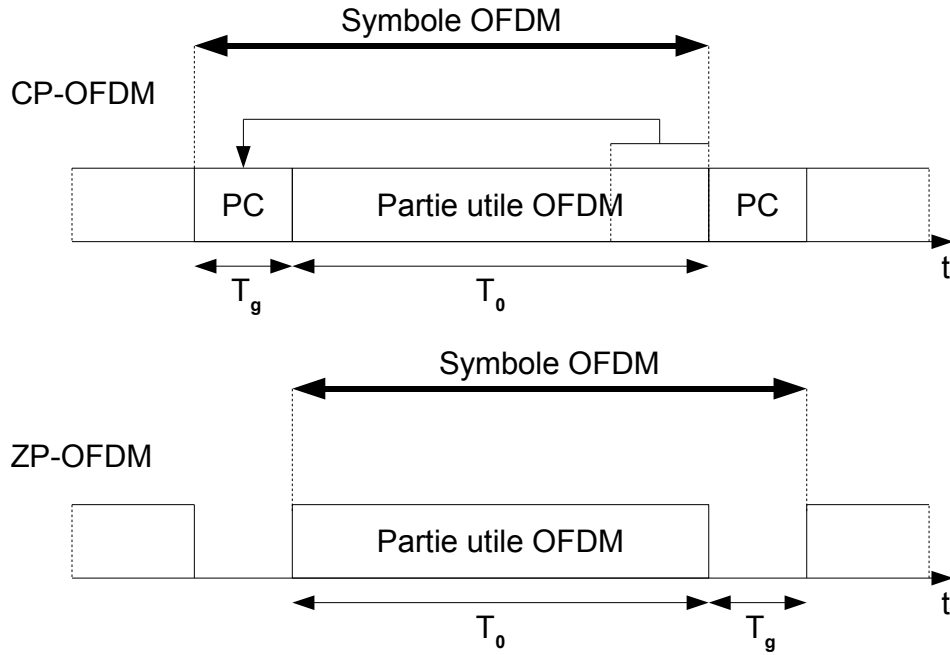 Symbole OFDM
CP-OFDM
PC Partie utile OFDM PC
t
Tg T0
Symbole OFDM
ZP-OFDM
Partie utile OFDM
t
T0 Tg